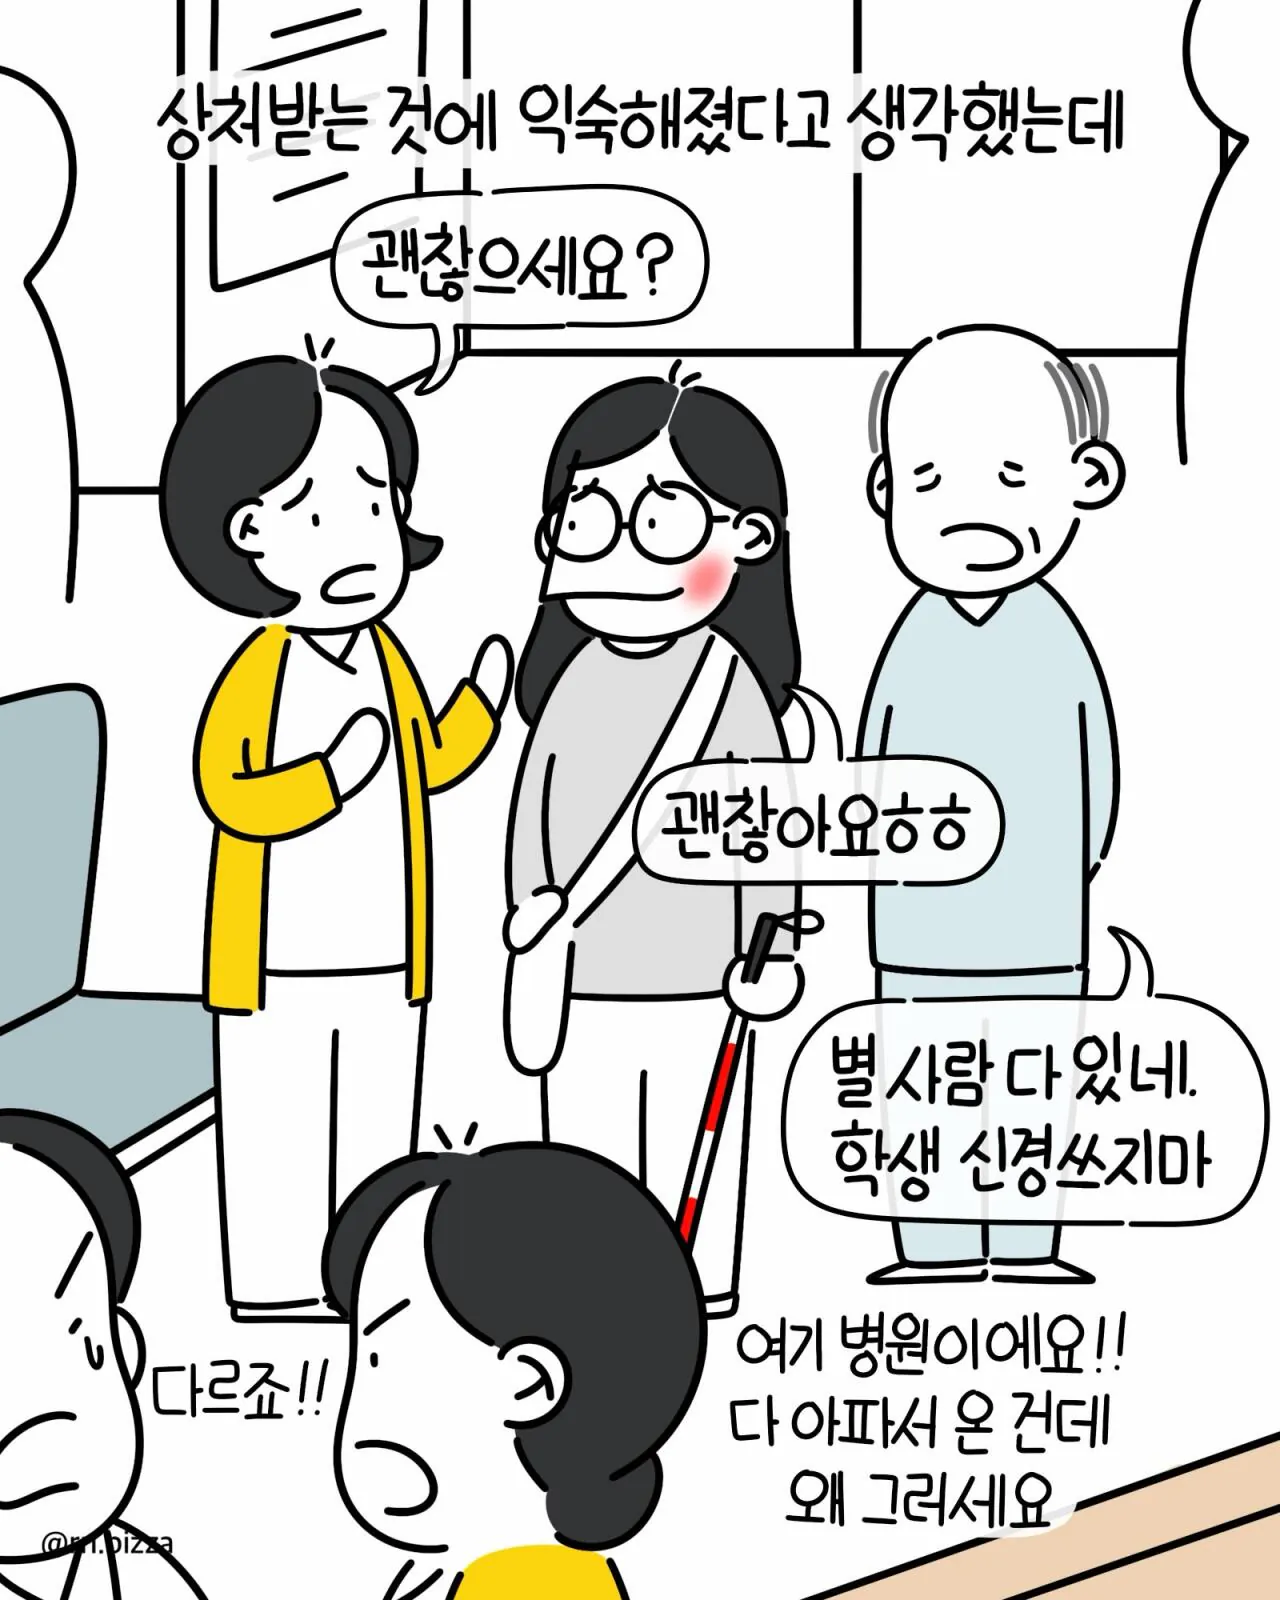 상처받는 것에 익숙해졌다고 생각했는데
괜찮으세요?
괜찮아요ㅎㅎ
별 사람 다 있네.
학생 신경쓰지마
다르죠!!
여기 병원이에요!!
다 아파서 온 건데
왜 그러세요
@m.bizza